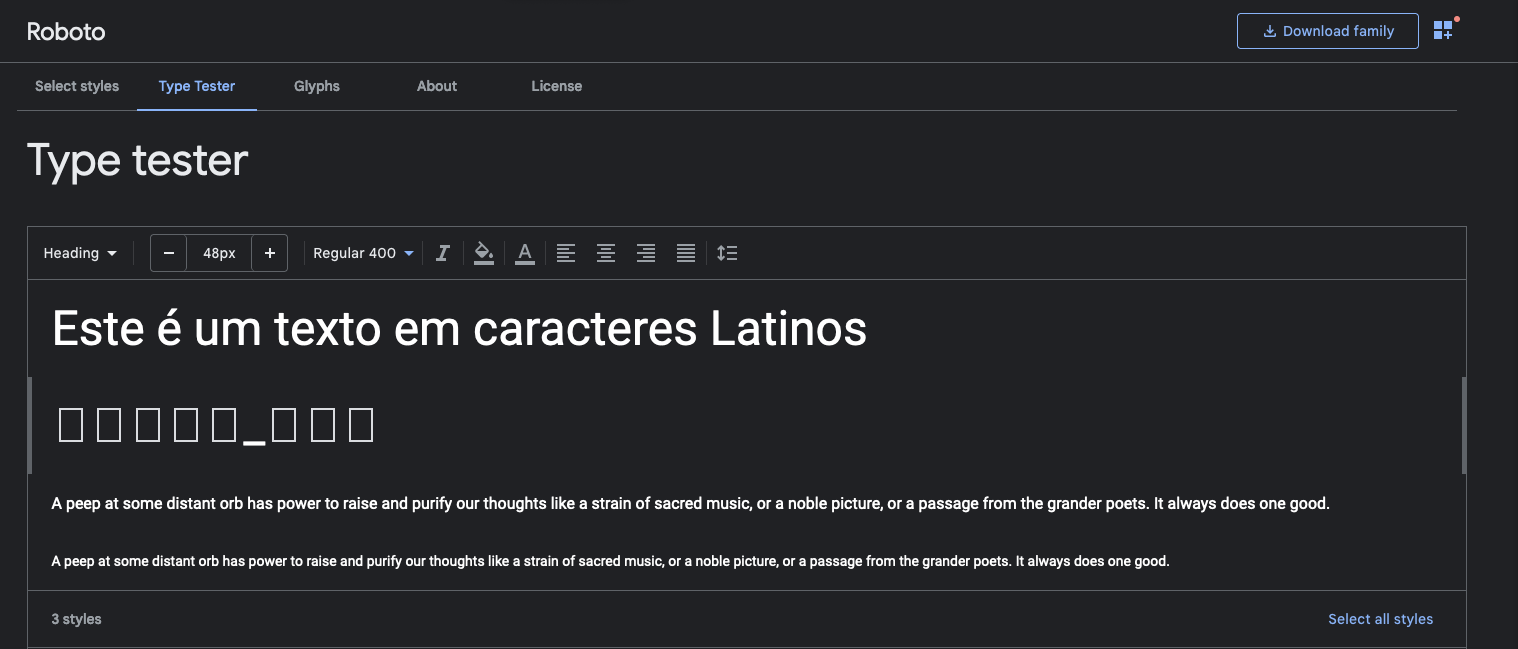 Roboto
Download family
Select styles Type Tester Glyphs About License
Type tester
Heading − 48px + Regular 400
Este é um texto em caracteres Latinos
_
A peep at some distant orb has power to raise and purify our thoughts like a strain of sacred music, or a noble picture, or a passage from the grander poets. It always does one good.
A peep at some distant orb has power to raise and purify our thoughts like a strain of sacred music, or a noble picture, or a passage from the grander poets. It always does one good.
3 styles Select all styles